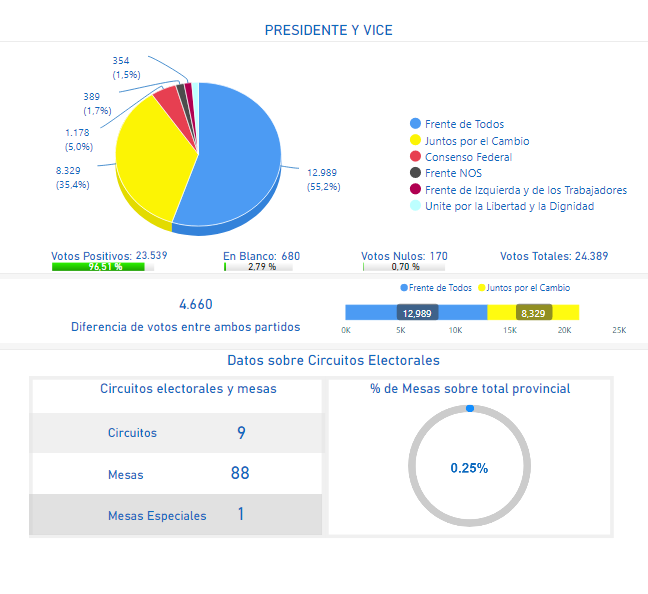 PRESIDENTE Y VICE
354
(1,5%)
389
(1,7%)
1.178
(5,0%)
8.329
(35,4%)
12.989
(55,2%)
Frente de Todos
Juntos por el Cambio
Consenso Federal
Frente NOS
Frente de Izquierda y de los Trabajadores
Unite por la Libertad y la Dignidad
Votos Positivos: 23.539
96,51 %
En Blanco: 680
2,79 %
Votos Nulos: 170
0,70 %
Votos Totales: 24.389
4.660
Diferencia de votos entre ambos partidos
Frente de Todos Juntos por el Cambio
12,989 8,329
0K 5K 10K 15K 20K 25K
Datos sobre Circuitos Electorales
Circuitos electorales y mesas
Circuitos 9
Mesas 88
Mesas Especiales 1
% de Mesas sobre total provincial
0.25%